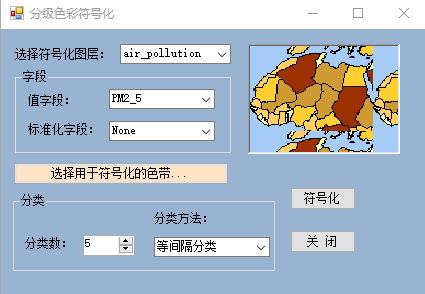 分级色彩符号化
选择符号化图层： air_pollution
字段
值字段： PM2_5
标准化字段： None
选择用于符号化的色带...
分类
分类方法：
分类数： 5
等间隔分类
符号化
关 闭